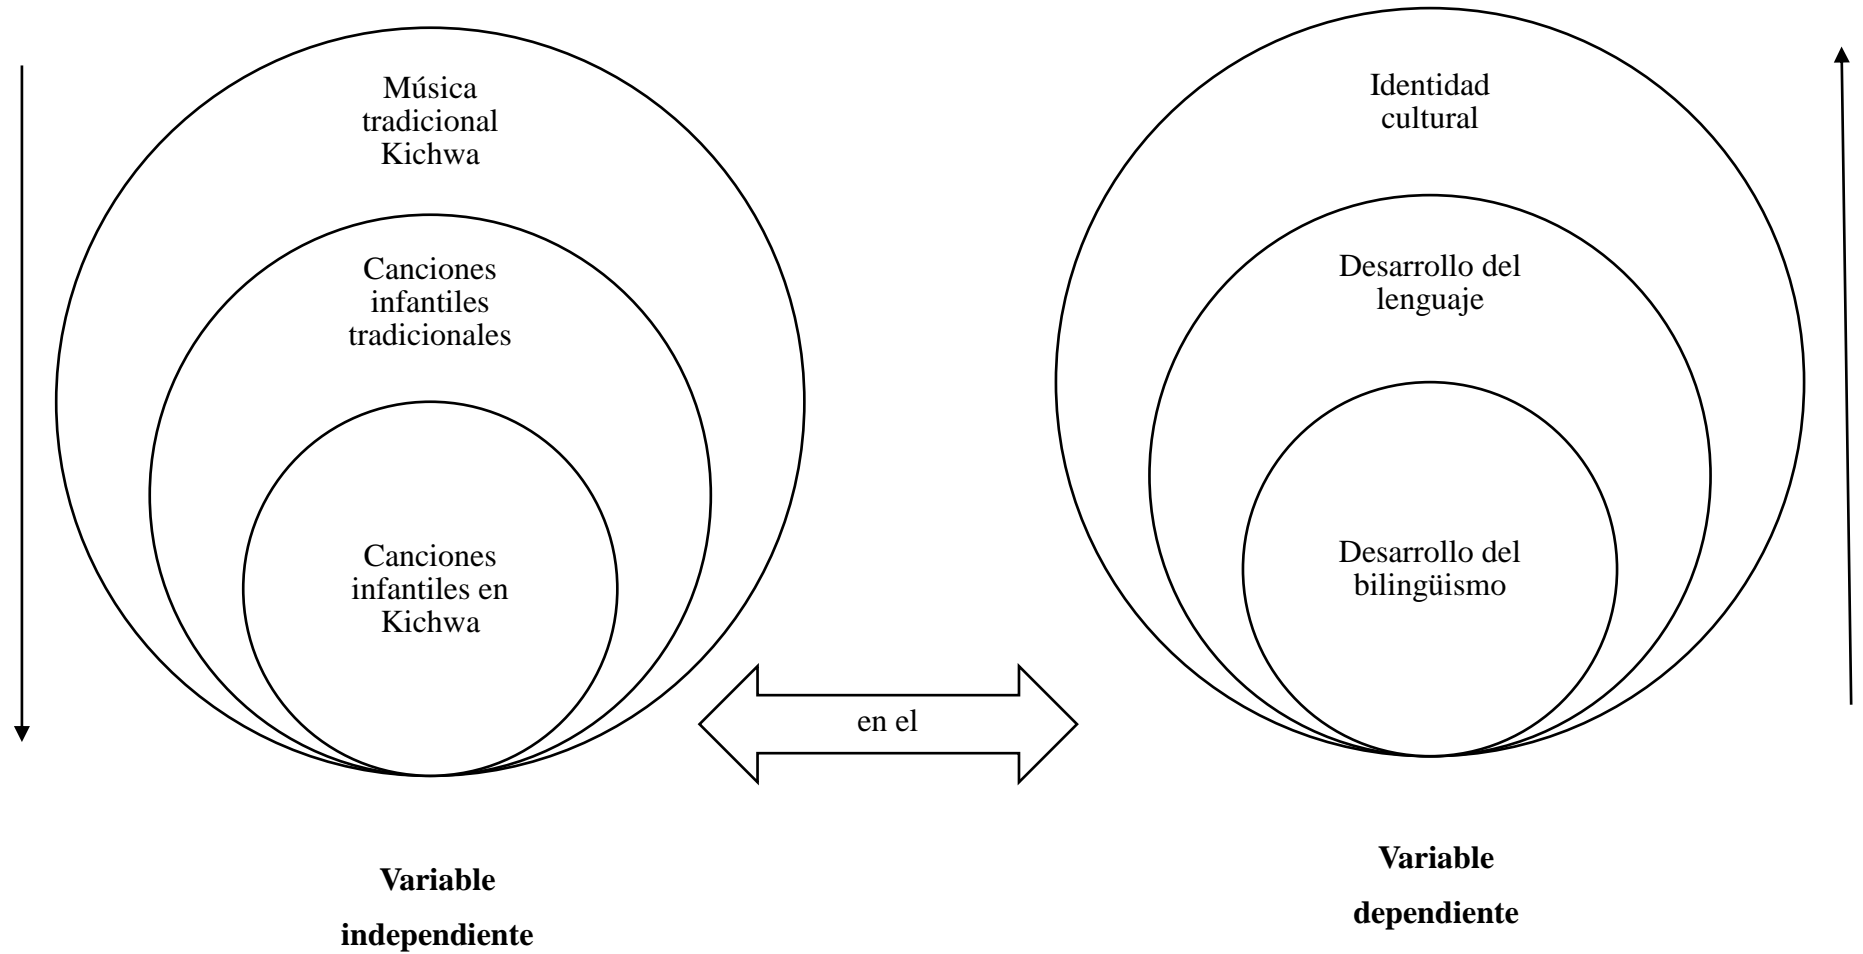 Música
tradicional
Kichwa
Canciones
infantiles
tradicionales
Canciones
infantiles en
Kichwa
Variable
independiente
en el
Identidad
cultural
Desarrollo del
lenguaje
Desarrollo del
bilingüismo
Variable
dependiente